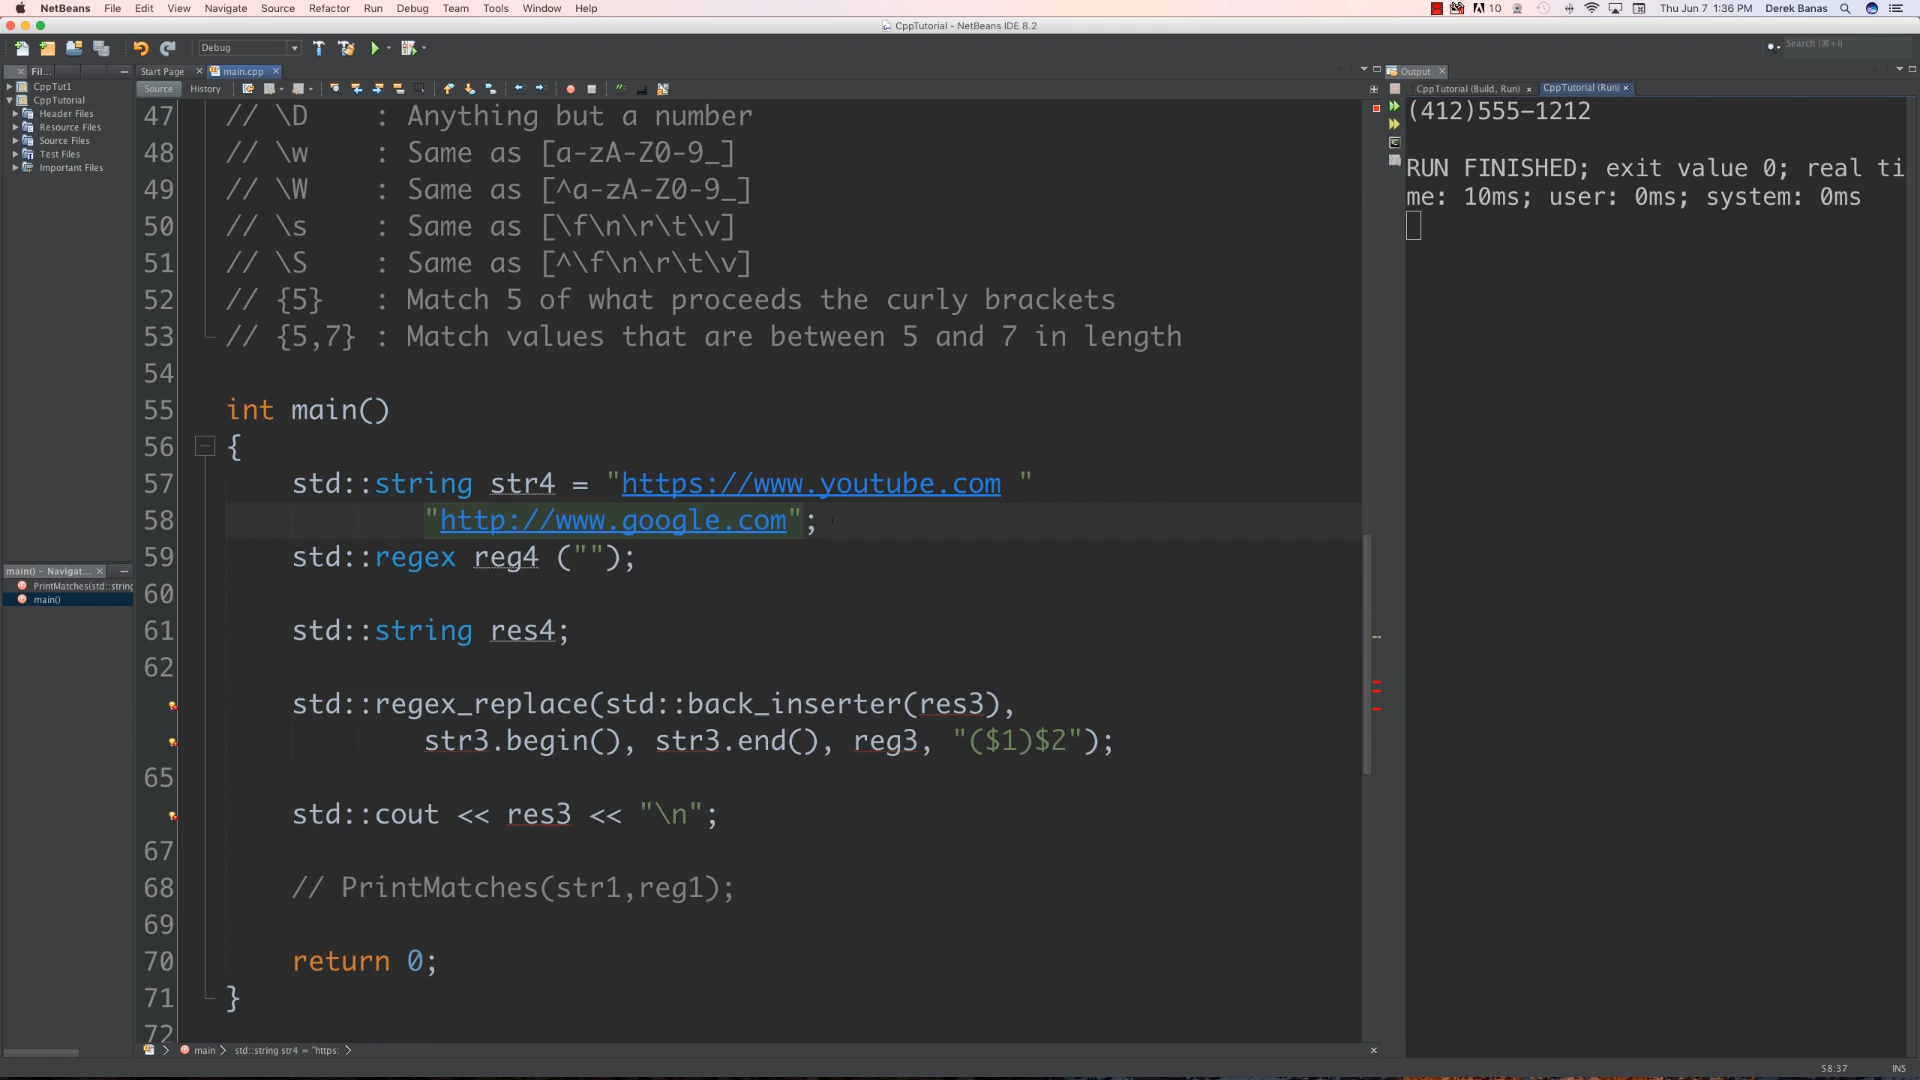 NetBeans File Edit View Navigate Source Refactor Run Debug Team Tools Window Help 10 Thu Jun 7 1:36 PM Derek Banas
CppTutorial - NetBeans IDE 8.2
Debug
Search (⌘+I)
Fil...
Start Page
main.cpp
Output
Source History
CppTutorial (Build, Run)
CppTutorial (Run)
CppTut1
CppTutorial
Header Files
Resource Files
Source Files
Test Files
Important Files
47 // \D : Anything but a number
48 // \w : Same as [a-zA-Z0-9_]
49 // \W : Same as [^a-zA-Z0-9_]
50 // \s : Same as [\f\n\r\t\v]
51 // \S : Same as [^\f\n\r\t\v]
52 // {5} : Match 5 of what proceeds the curly brackets
53 // {5,7} : Match values that are between 5 and 7 in length
54
55 int main()
56 {
57 std::string str4 = "https://www.youtube.com "
58 "http://www.google.com";
59 std::regex reg4 ("");
60
61 std::string res4;
62
std::regex_replace(std::back_inserter(res3),
str3.begin(), str3.end(), reg3, "($1)$2");
65
std::cout << res3 << "\n";
67
68 // PrintMatches(str1,reg1);
69
70 return 0;
71 }
72
(412)555-1212
RUN FINISHED; exit value 0; real ti
me: 10ms; user: 0ms; system: 0ms
main() - Navigat...
PrintMatches(std::string
main()
main
std::string str4 = "https:
58:37
INS